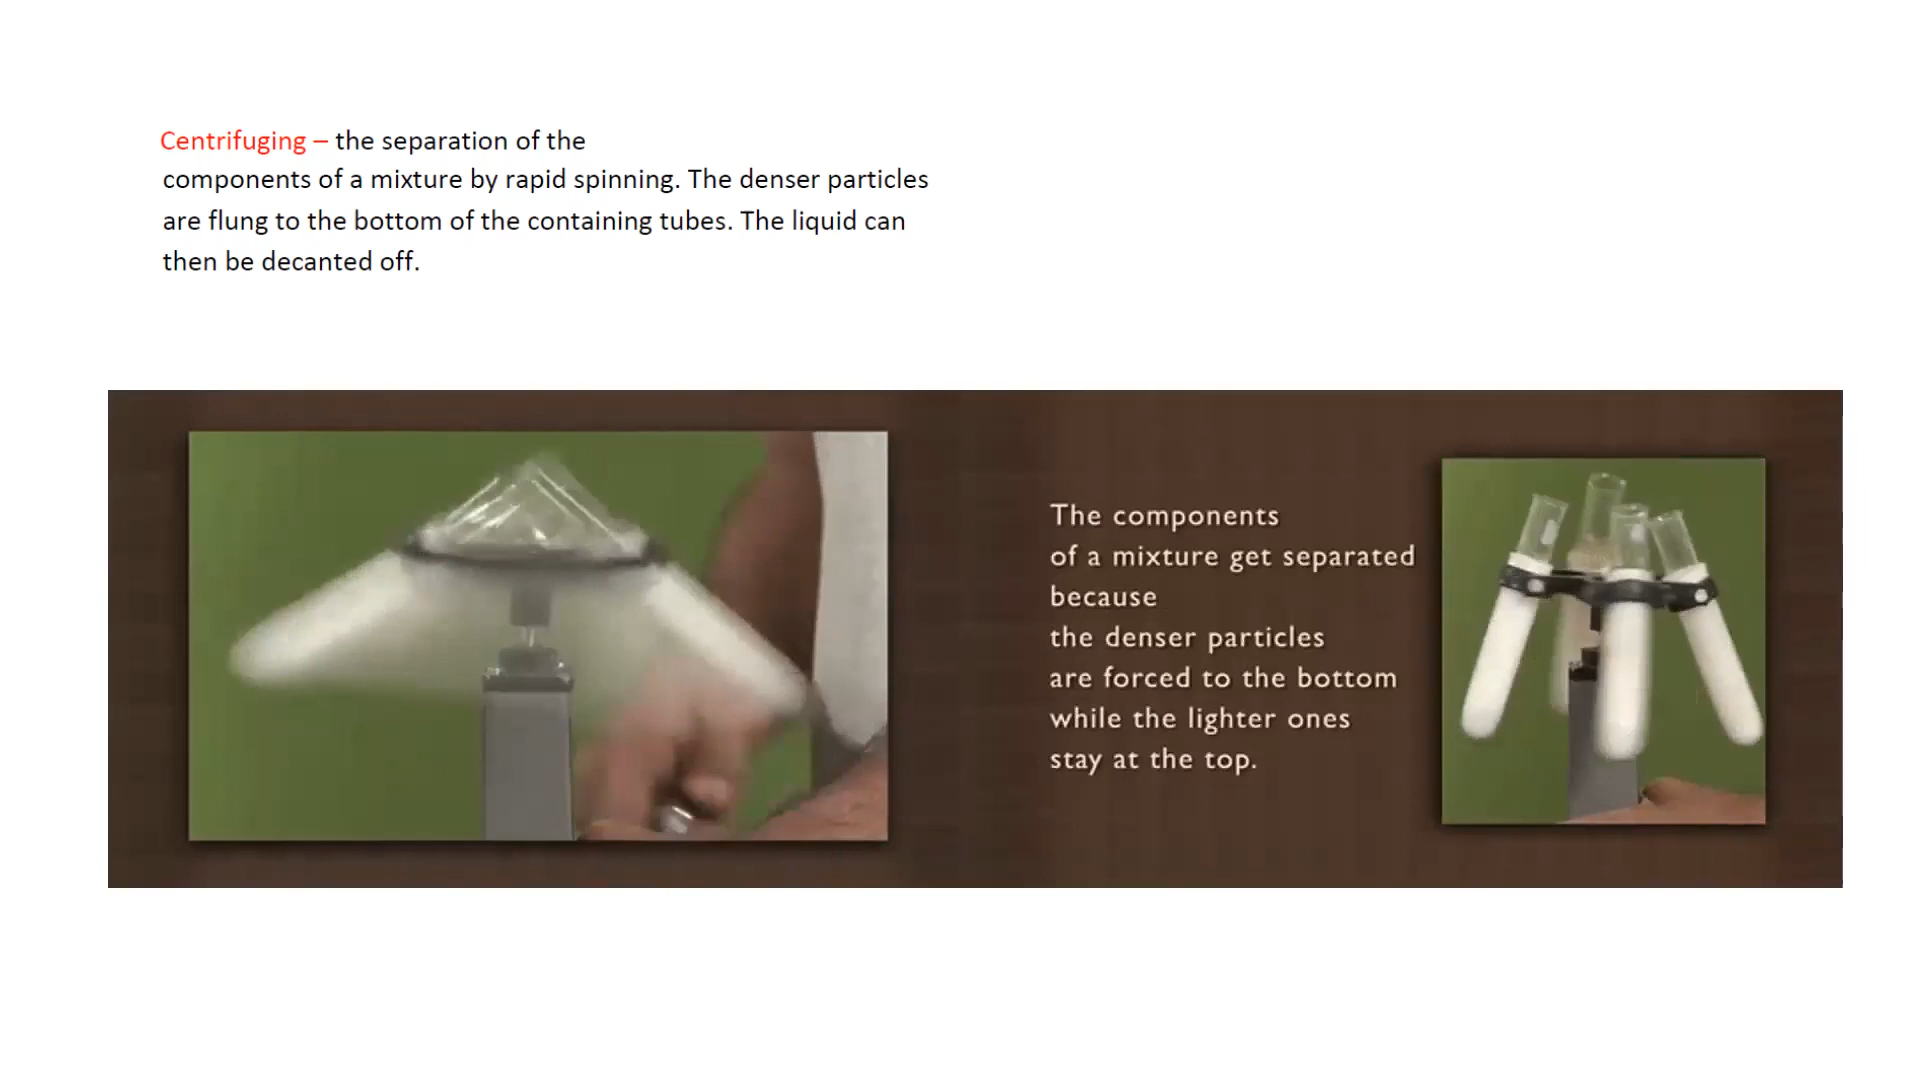 Centrifuging – the separation of the
components of a mixture by rapid spinning. The denser particles
are flung to the bottom of the containing tubes. The liquid can
then be decanted off.
The components
of a mixture get separated
because
the denser particles
are forced to the bottom
while the lighter ones
stay at the top.